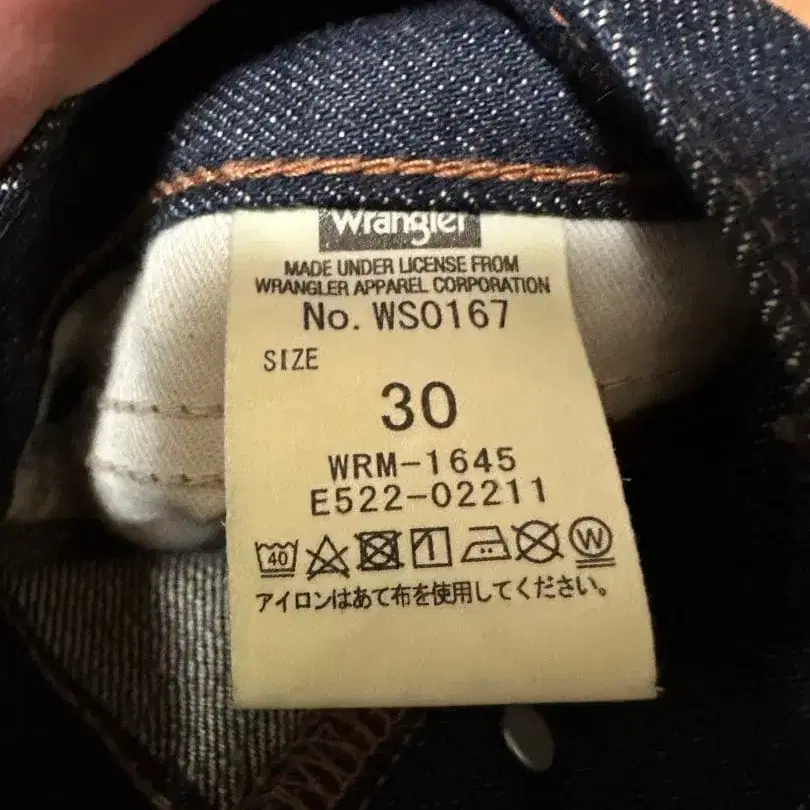 Wrangler
MADE UNDER LICENSE FROM
WRANGLER APPAREL CORPORATION
No. WS0167
SIZE
30
WRM-1645
E522-02211
40 W
アイロンはあて布を使用してください。